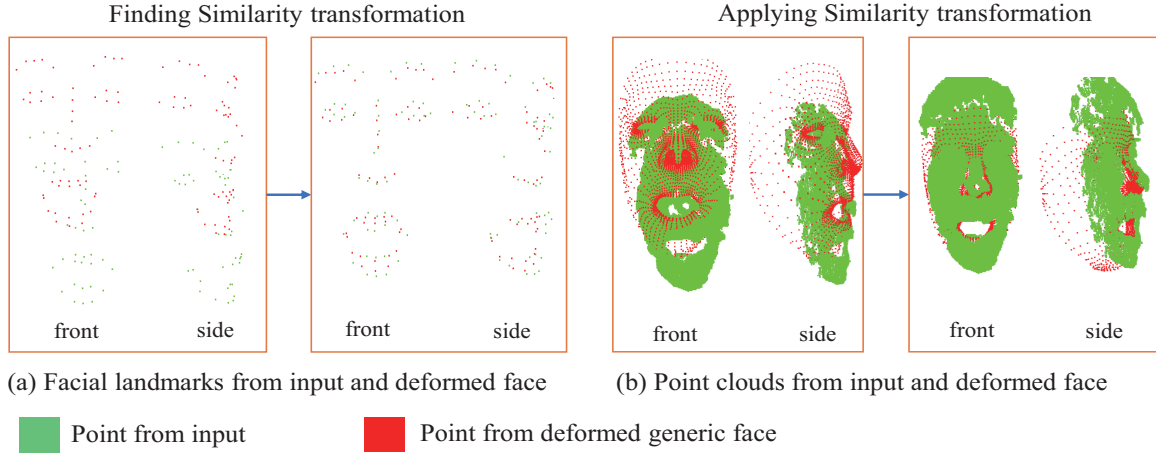 Finding Similarity transformation
Applying Similarity transformation
front side
front side
front side
front side
(a) Facial landmarks from input and deformed face
(b) Point clouds from input and deformed face
Point from input
Point from deformed generic face